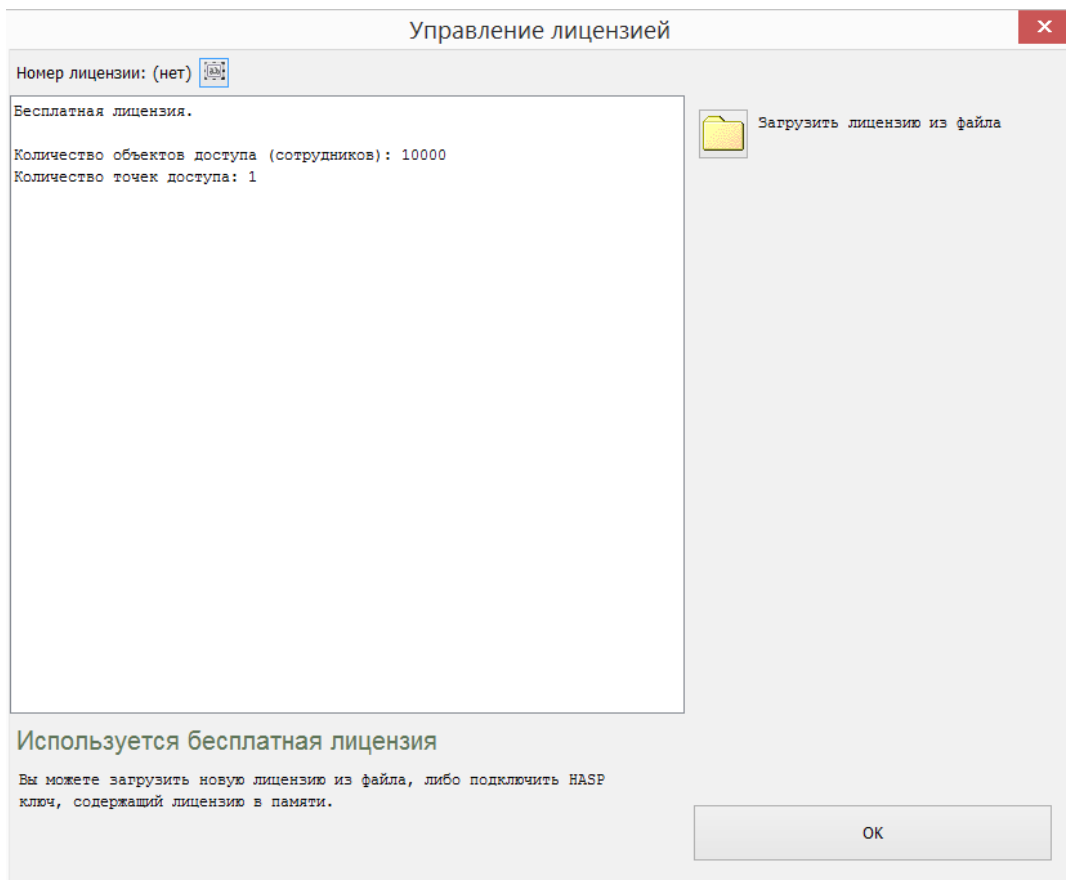 Управление лицензией
Номер лицензии: (нет)
Бесплатная лицензия.
Количество объектов доступа (сотрудников): 10000
Количество точек доступа: 1
Загрузить лицензию из файла
Используется бесплатная лицензия
Вы можете загрузить новую лицензию из файла, либо подключить HASP
ключ, содержащий лицензию в памяти.
OK